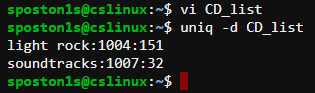 sposton1s@cslinux:~$ vi CD_list
sposton1s@cslinux:~$ uniq -d CD_list
light rock:1004:151
soundtracks:1007:32
sposton1s@cslinux:~$